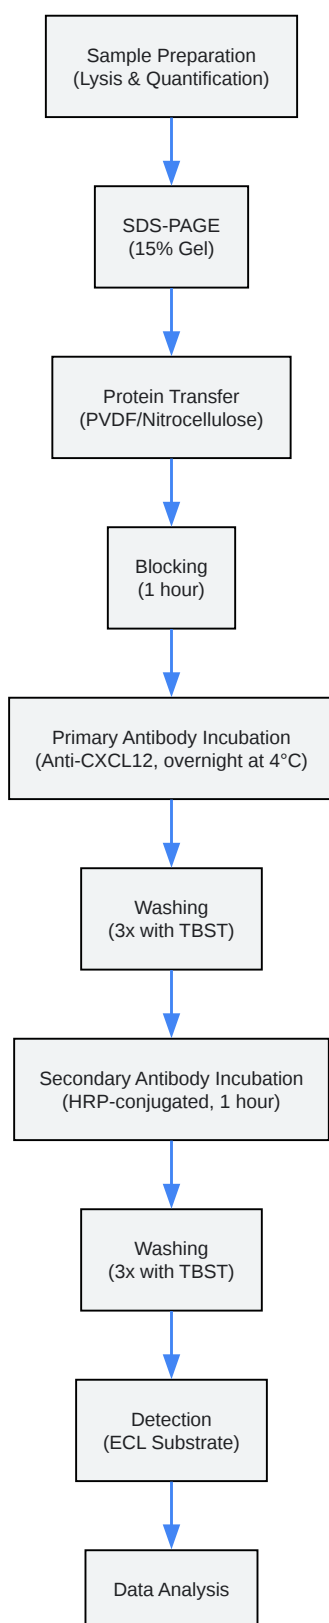 Sample Preparation
(Lysis & Quantification)
SDS-PAGE
(15% Gel)
Protein Transfer
(PVDF/Nitrocellulose)
Blocking
(1 hour)
Primary Antibody Incubation
(Anti-CXCL12, overnight at 4°C)
Washing
(3x with TBST)
Secondary Antibody Incubation
(HRP-conjugated, 1 hour)
Washing
(3x with TBST)
Detection
(ECL Substrate)
Data Analysis